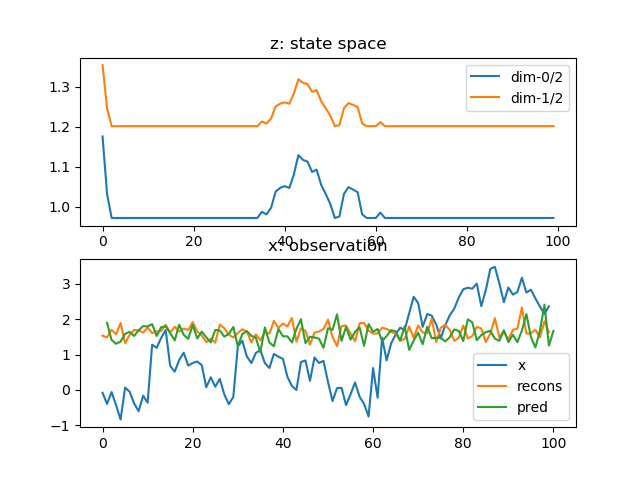 z: state space
1.3
1.2
1.1
1.0
dim-0/2
dim-1/2
0 20 40 60 80 100
x: observation
3
2
1
0
−1
x
recons
pred
0 20 40 60 80 100